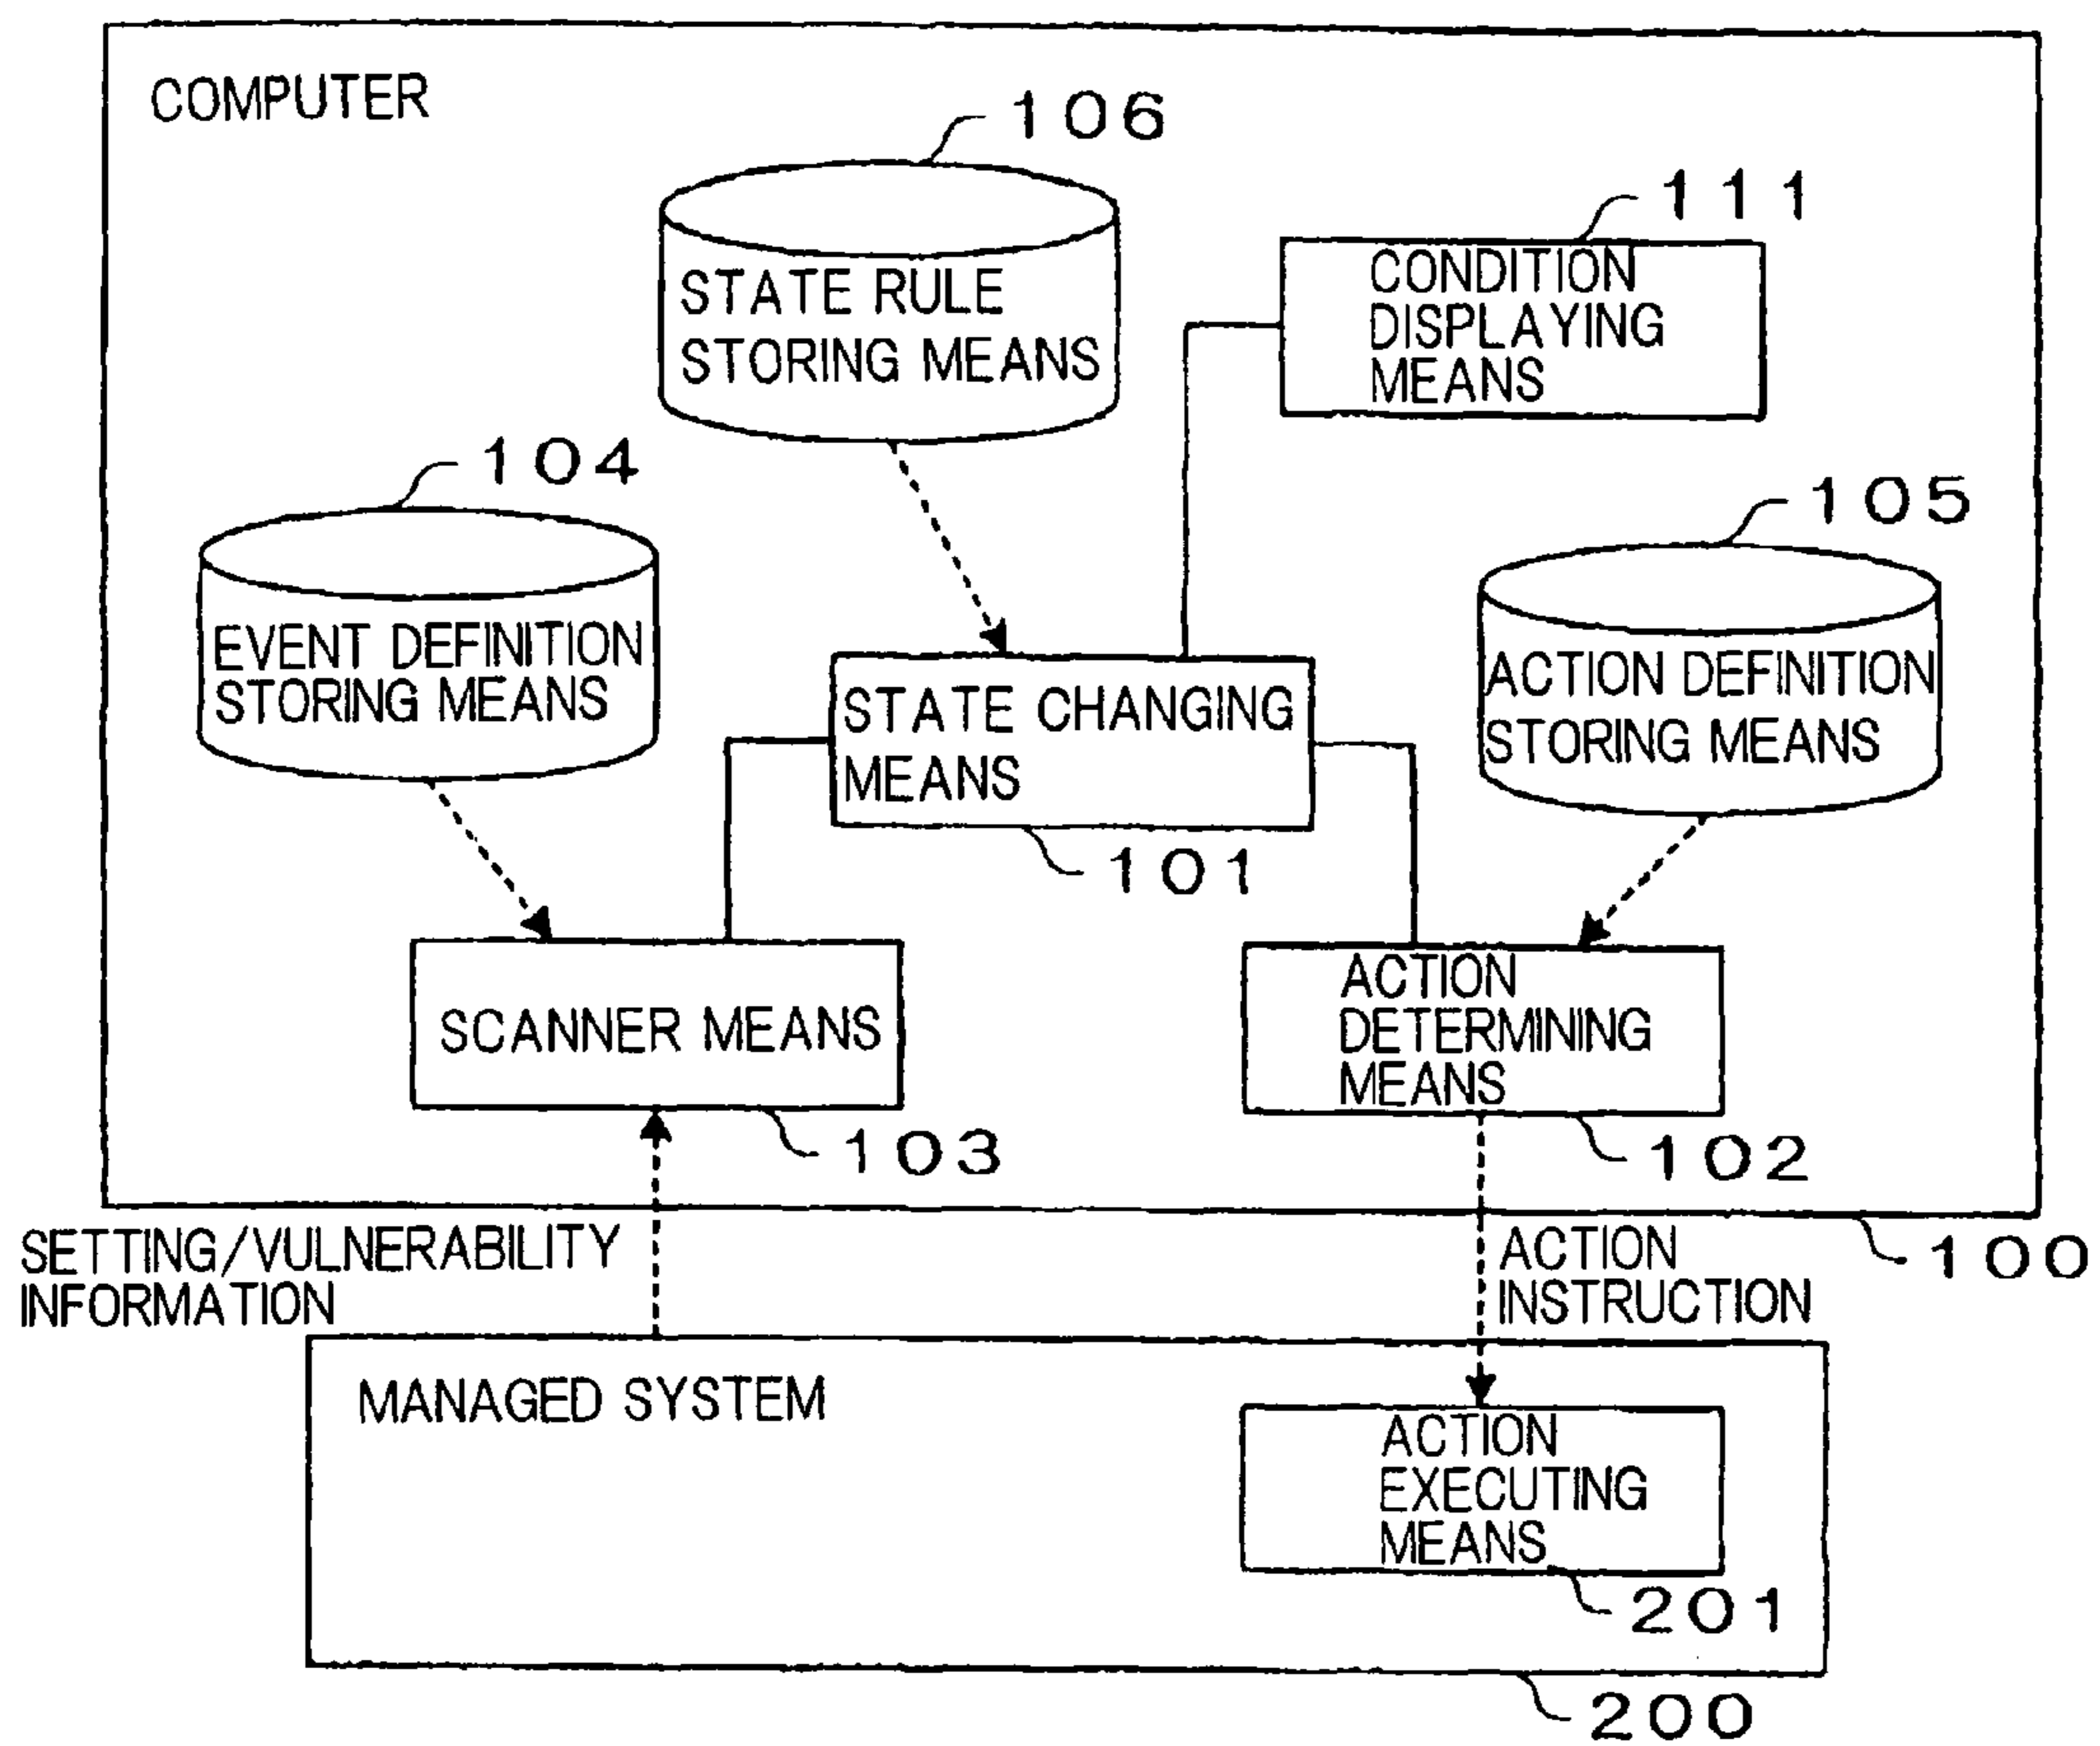 COMPUTER
106
STATE RULE
STORING MEANS
111
CONDITION
DISPLAYING
MEANS
104
EVENT DEFINITION
STORING MEANS
105
ACTION DEFINITION
STORING MEANS
STATE CHANGING
MEANS
101
SCANNER MEANS
103
ACTION
DETERMINING
MEANS
102
100
SETTING/VULNERABILITY
INFORMATION
ACTION
INSTRUCTION
MANAGED SYSTEM
ACTION
EXECUTING
MEANS
201
200